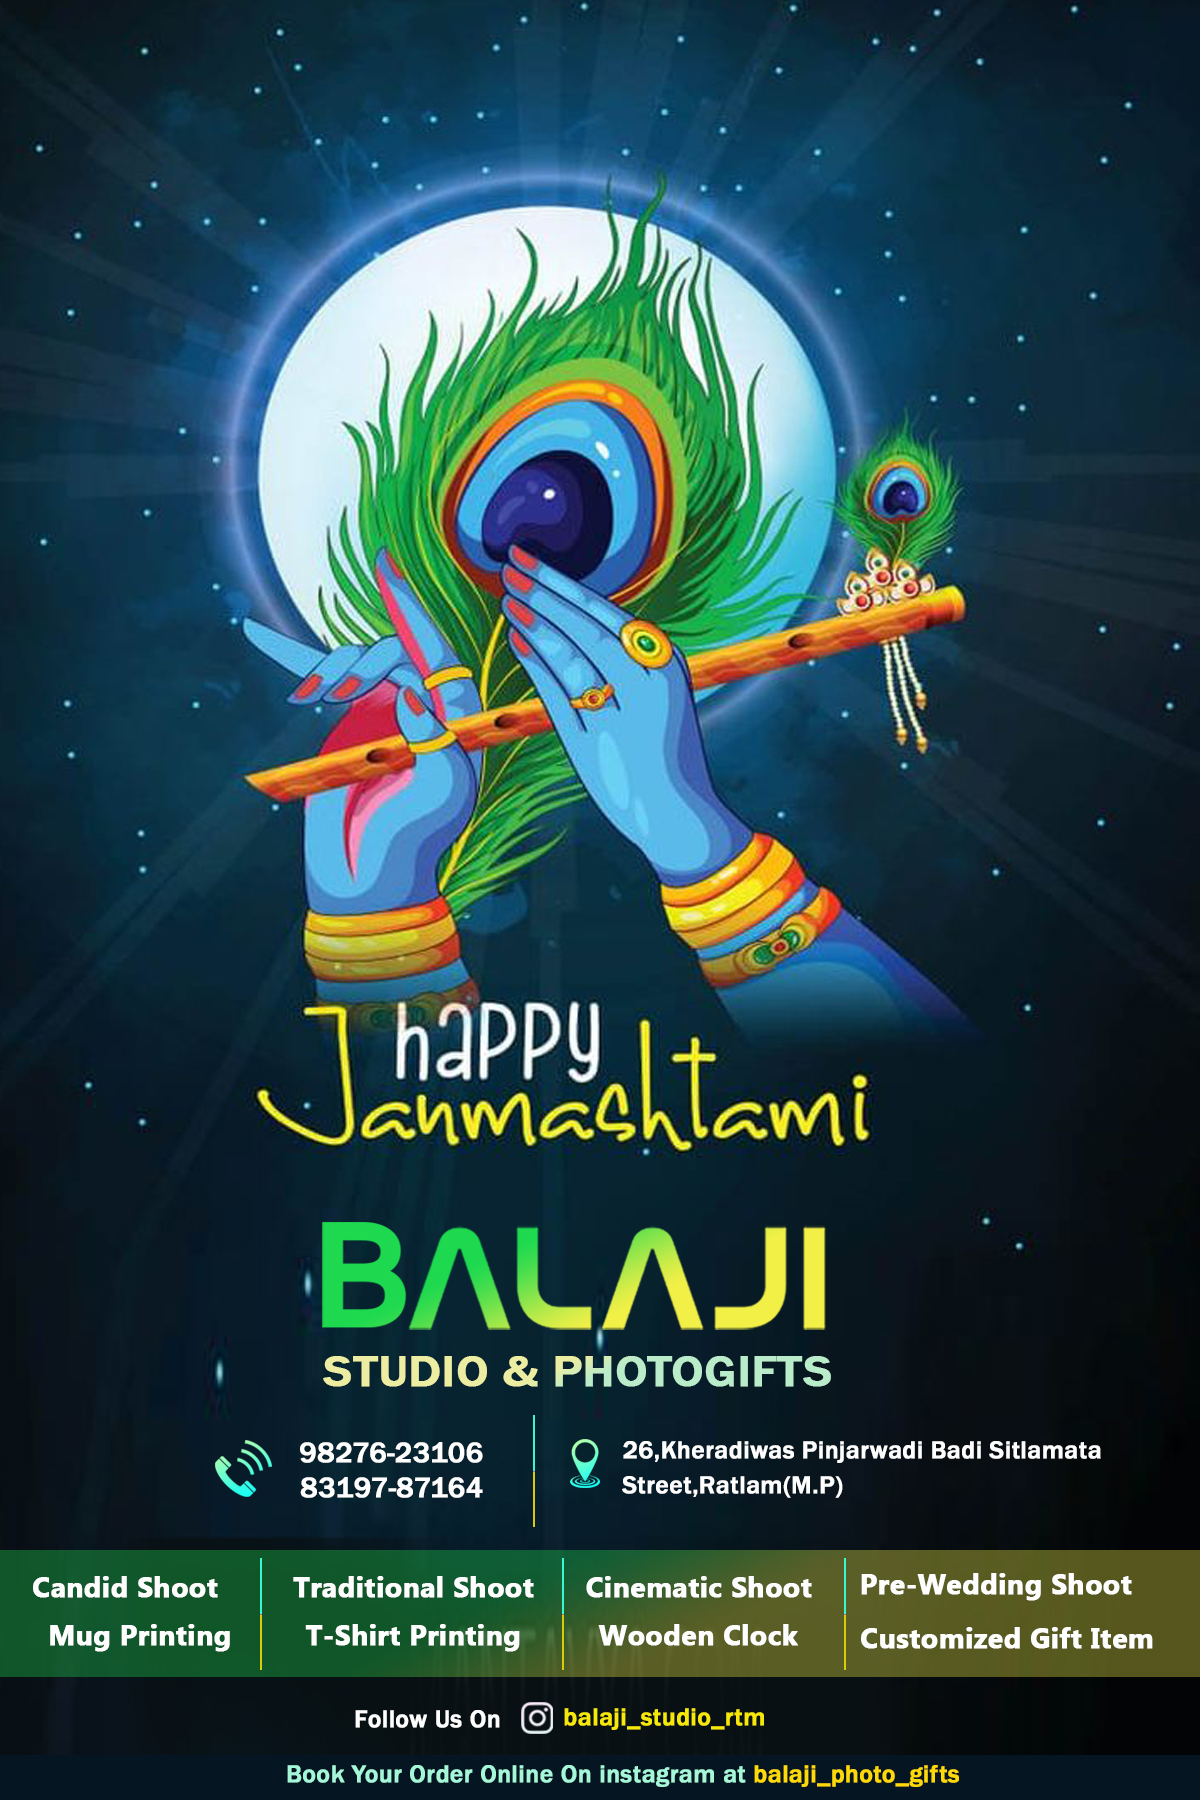 happy
Janmashtami
BALAJI
STUDIO & PHOTOGIFTS
98276-23106
83197-87164
26,Kheradiwas Pinjarwadi Badi Sitlamata
Street,Ratlam(M.P)
Candid Shoot
Traditional Shoot
Cinematic Shoot
Pre-Wedding Shoot
Mug Printing
T-Shirt Printing
Wooden Clock
Customized Gift Item
Follow Us On balaji_studio_rtm
Book Your Order Online On instagram at balaji_photo_gifts